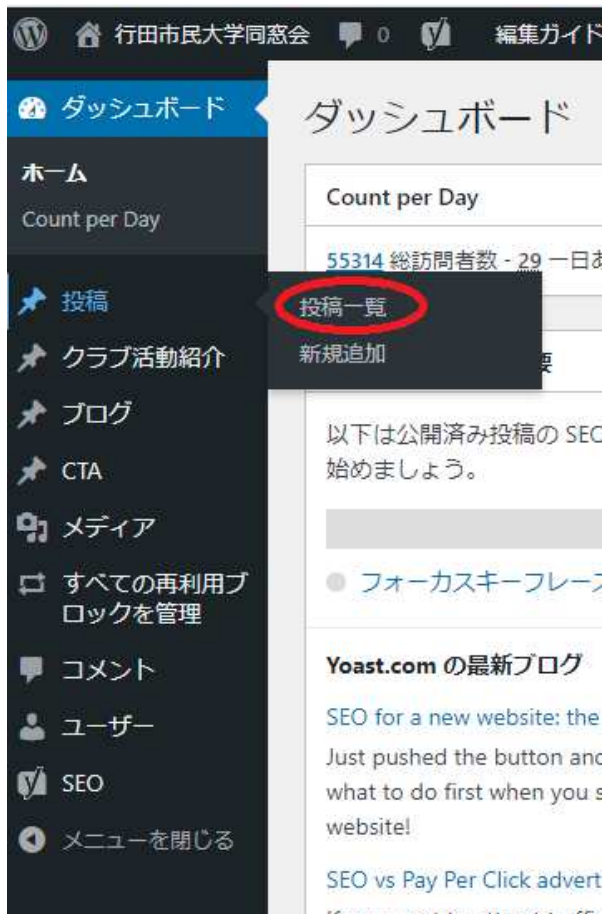 行田市民大学同窓会 0 編集ガイド
ダッシュボード
ホーム
Count per Day
投稿
投稿一覧
新規追加
クラブ活動紹介
ブログ
CTA
メディア
すべての再利用ブ
ロックを管理
コメント
ユーザー
SEO
メニューを閉じる
ダッシュボード
Count per Day
55314 総訪問者数 - 29 一日あ
要
以下は公開済み投稿の SEO
始めましょう。
フォーカスキーフレーズ
Yoast.com の最新ブログ
SEO for a new website: the
Just pushed the button and
what to do first when you s
website!
SEO vs Pay Per Click advert